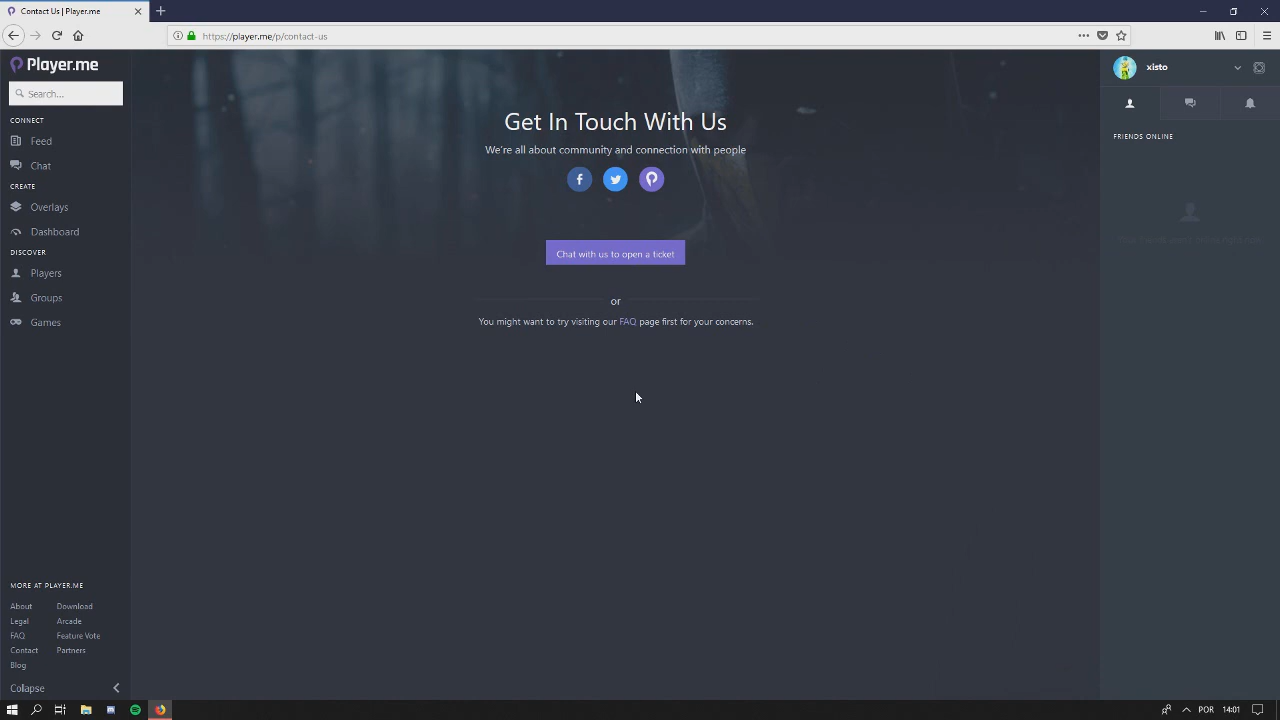 Contact Us | Player.me
https://player.me/p/contact-us
Player.me
Search...
CONNECT
Feed
Chat
CREATE
Overlays
Dashboard
DISCOVER
Players
Groups
Games
MORE AT PLAYER.ME
About Download
Legal Arcade
FAQ Feature Vote
Contact Partners
Blog
Collapse
Get In Touch With Us
We're all about community and connection with people
Chat with us to open a ticket
or
You might want to try visiting our FAQ page first for your concerns.
xisto
FRIENDS ONLINE
POR 14:01